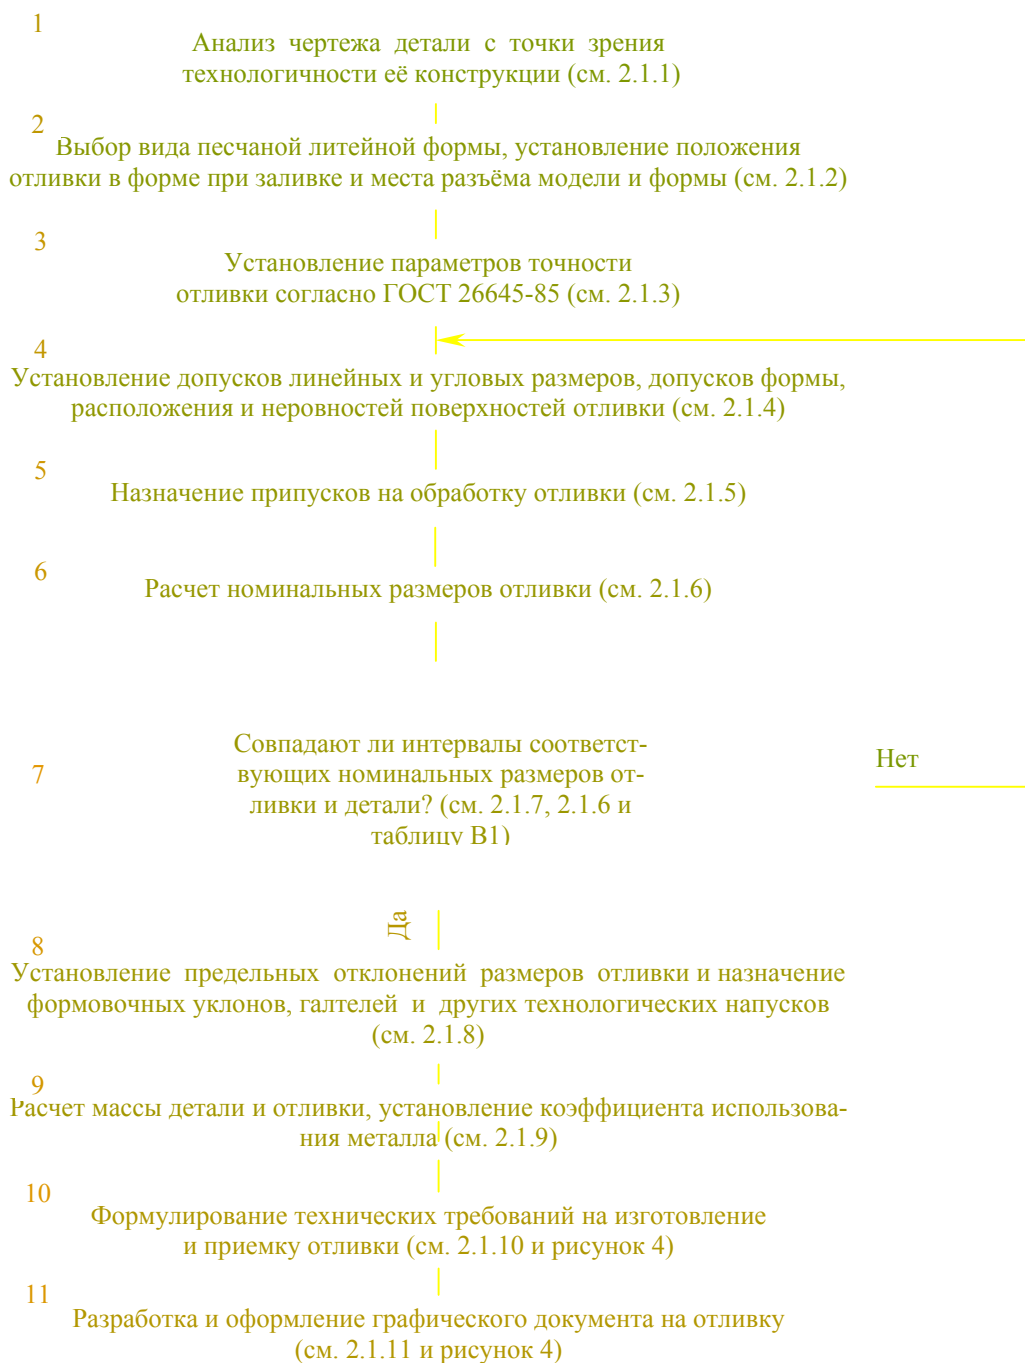 1
Анализ чертежа детали с точки зрения
технологичности её конструкции (см. 2.1.1)
2
Выбор вида песчаной литейной формы, установление положения
отливки в форме при заливке и места разъёма модели и формы (см. 2.1.2)
3
Установление параметров точности
отливки согласно ГОСТ 26645-85 (см. 2.1.3)
4
Установление допусков линейных и угловых размеров, допусков формы,
расположения и неровностей поверхностей отливки (см. 2.1.4)
5
Назначение припусков на обработку отливки (см. 2.1.5)
6
Расчет номинальных размеров отливки (см. 2.1.6)
7
Совпадают ли интервалы соответст-
вующих номинальных размеров от-
ливки и детали? (см. 2.1.7, 2.1.6 и
таблицу В1)
Нет
Да
8
Установление предельных отклонений размеров отливки и назначение
формовочных уклонов, галтелей и других технологических напусков
(см. 2.1.8)
9
Расчет массы детали и отливки, установление коэффициента использова-
ния металла (см. 2.1.9)
10
Формулирование технических требований на изготовление
и приемку отливки (см. 2.1.10 и рисунок 4)
11
Разработка и оформление графического документа на отливку
(см. 2.1.11 и рисунок 4)